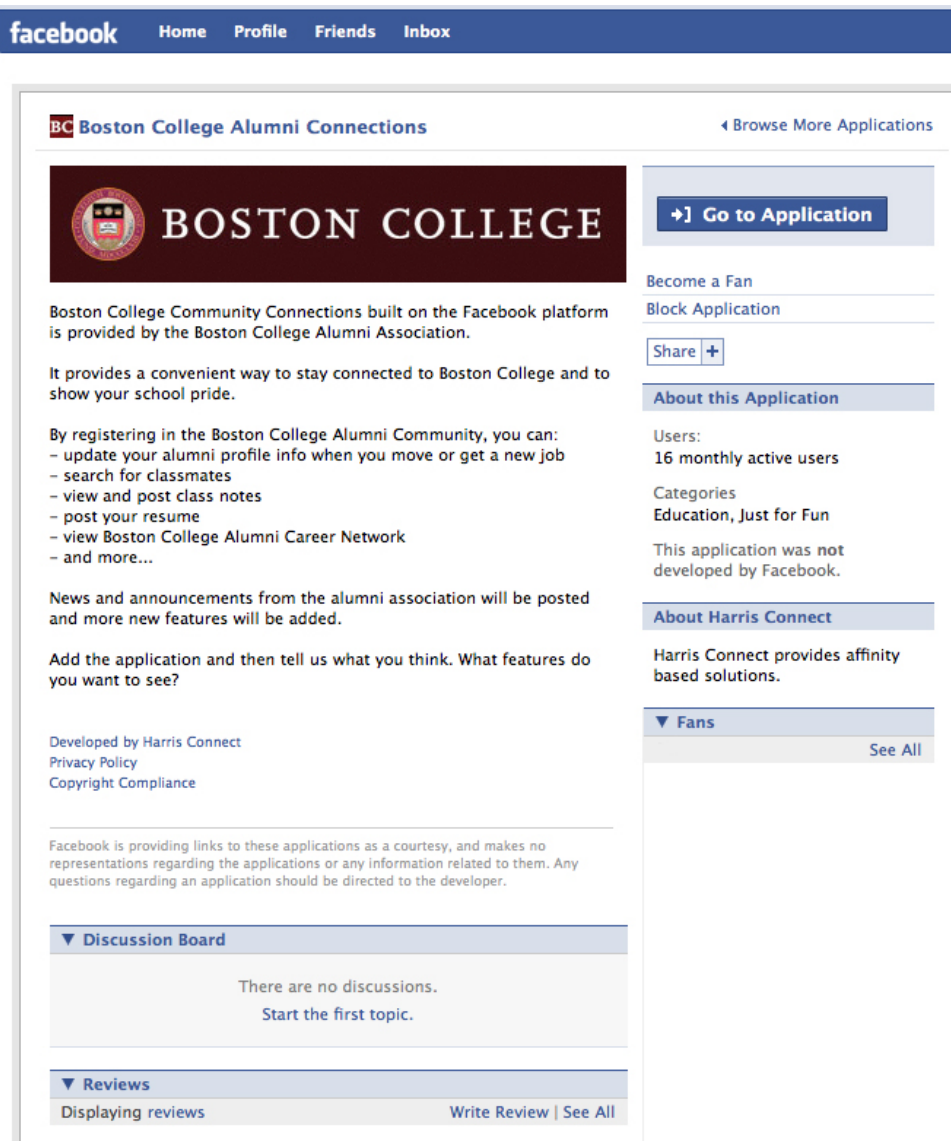 facebook Home Profile Friends Inbox
BC Boston College Alumni Connections
Browse More Applications
BOSTON COLLEGE
Boston College Community Connections built on the Facebook platform
is provided by the Boston College Alumni Association.
It provides a convenient way to stay connected to Boston College and to
show your school pride.
By registering in the Boston College Alumni Community, you can:
– update your alumni profile info when you move or get a new job
– search for classmates
– view and post class notes
– post your resume
– view Boston College Alumni Career Network
– and more...
News and announcements from the alumni association will be posted
and more new features will be added.
Add the application and then tell us what you think. What features do
you want to see?
Developed by Harris Connect
Privacy Policy
Copyright Compliance
Facebook is providing links to these applications as a courtesy, and makes no
representations regarding the applications or any information related to them. Any
questions regarding an application should be directed to the developer.
Discussion Board
There are no discussions.
Start the first topic.
Reviews
Displaying reviews
Write Review | See All
Go to Application
Become a Fan
Block Application
Share +
About this Application
Users:
16 monthly active users
Categories
Education, Just for Fun
This application was not
developed by Facebook.
About Harris Connect
Harris Connect provides affinity
based solutions.
Fans
See All